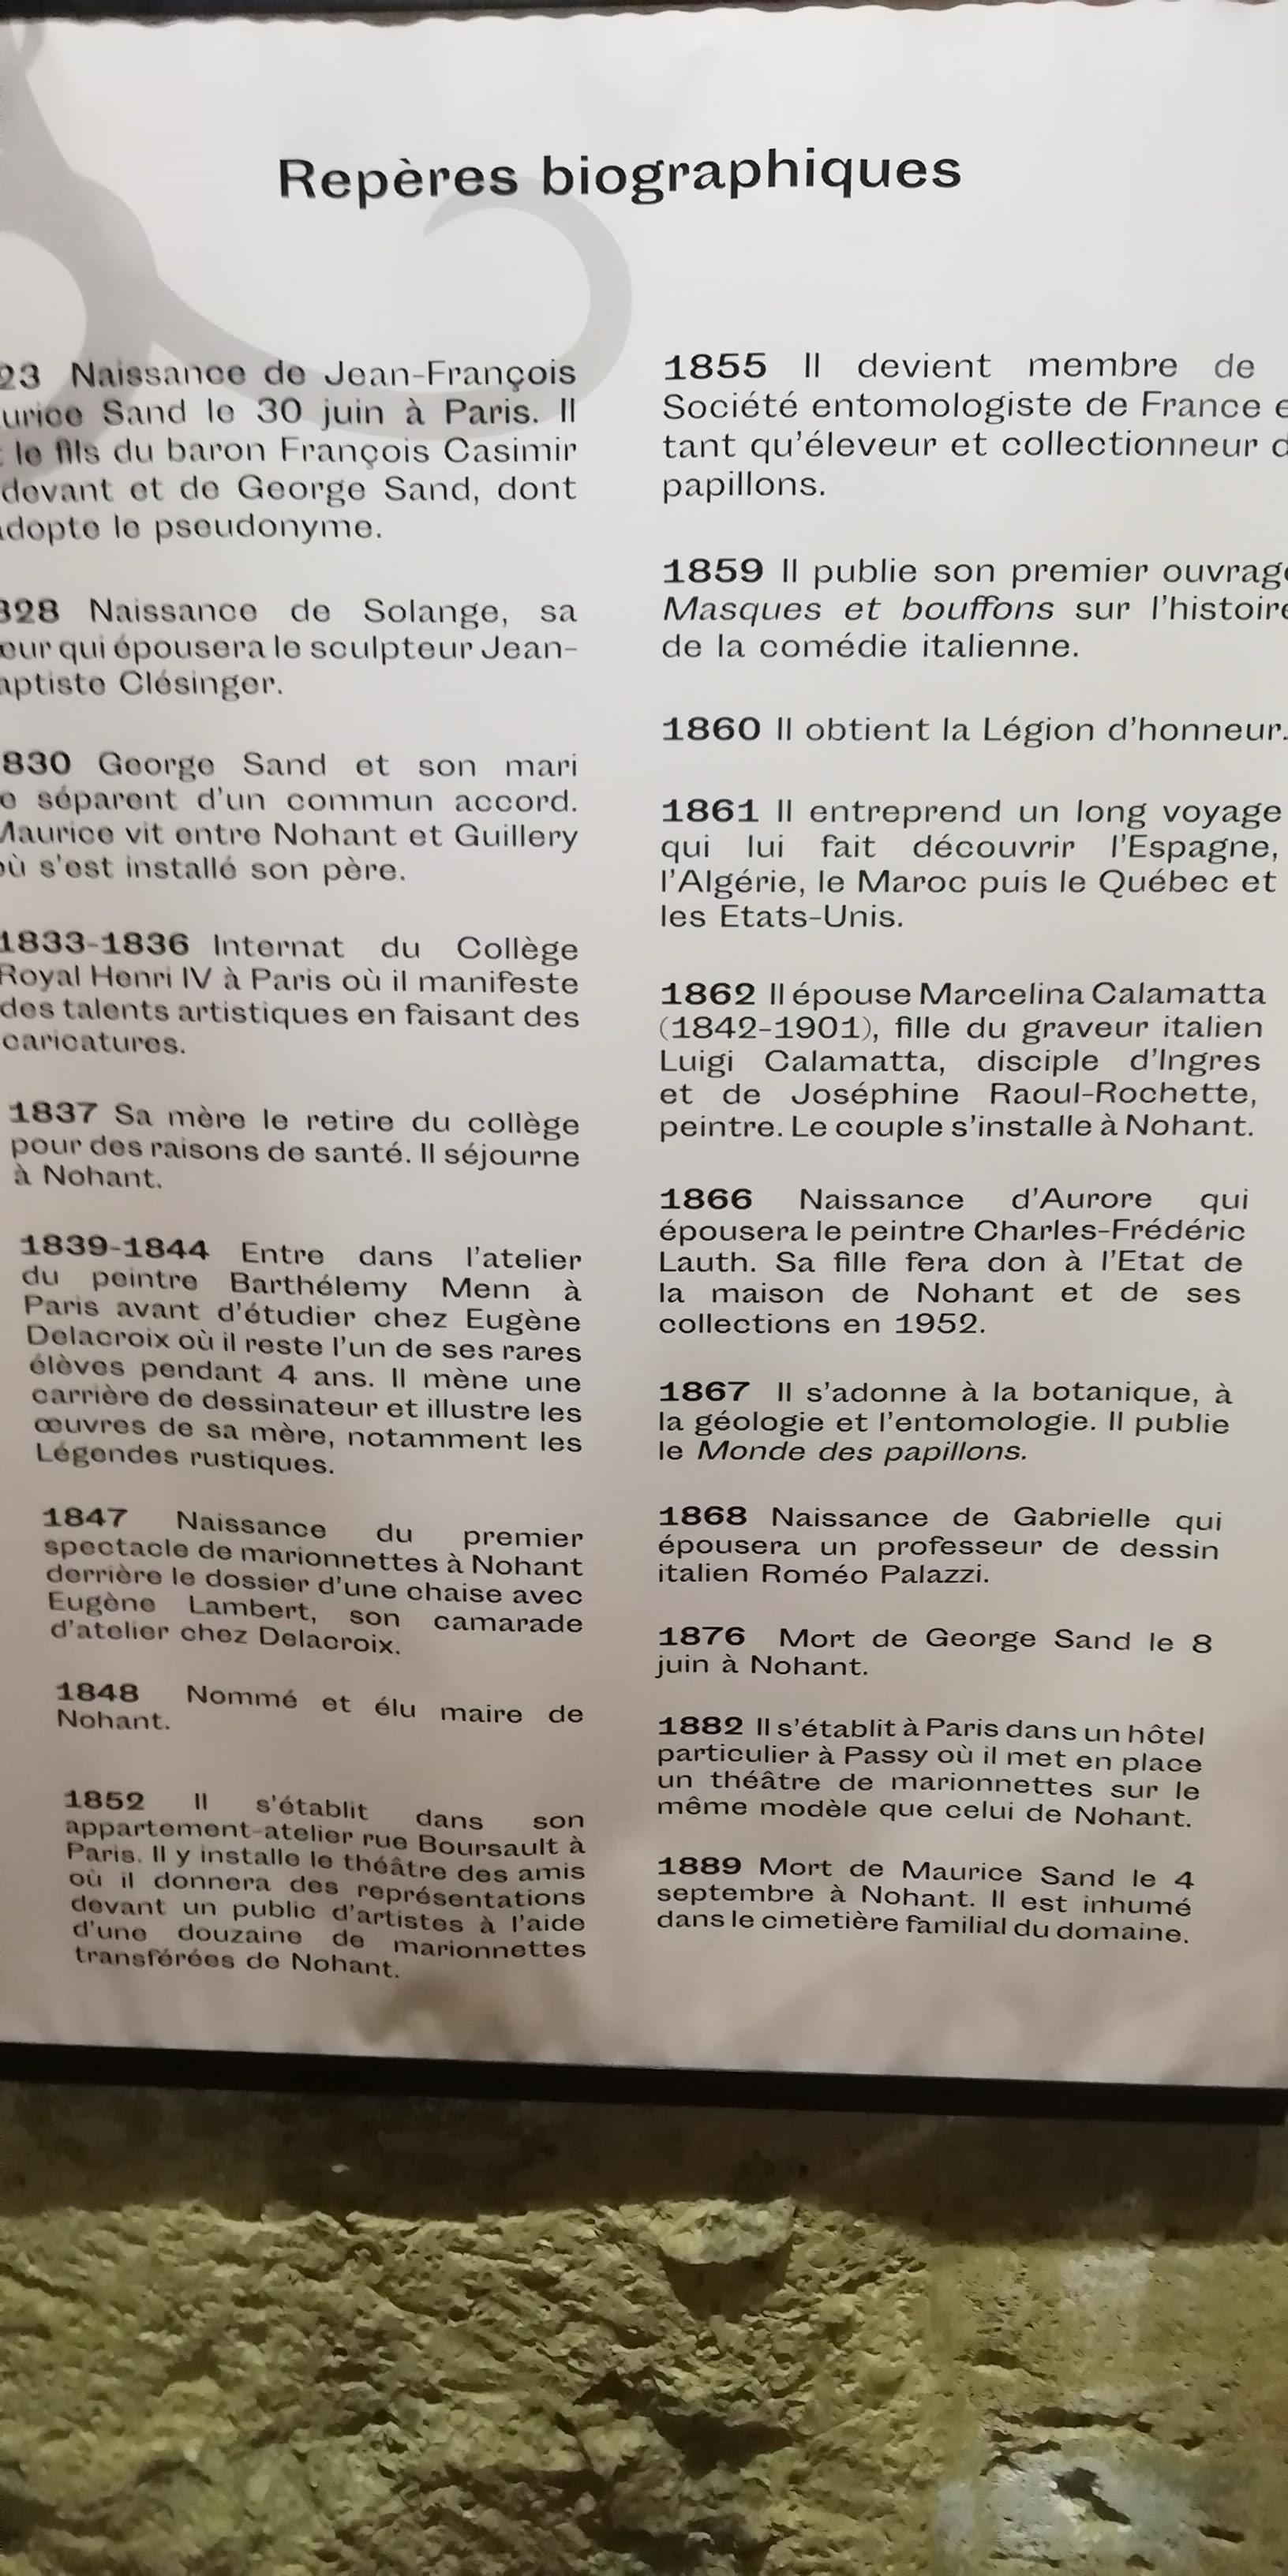 Repères biographiques
23 Naissance de Jean-François
urice Sand le 30 juin à Paris. Il
le fils du baron François Casimir
devant et de George Sand, dont
adopte le pseudonyme.
828 Naissance de Solange, sa
œur qui épousera le sculpteur Jean-
aptiste Clésinger.
830 George Sand et son mari
e séparent d'un commun accord.
Maurice vit entre Nohant et Guillery
où s'est installé son père.
1833-1836 Internat du Collège
Royal Henri IV à Paris où il manifeste
des talents artistiques en faisant des
caricatures.
1837 Sa mère le retire du collège
pour des raisons de santé. Il séjourne
à Nohant.
1839-1844 Entre dans l'atelier
du peintre Barthélemy Menn à
Paris avant d'étudier chez Eugène
Delacroix où il reste l'un de ses rares
élèves pendant 4 ans. Il mène une
carrière de dessinateur et illustre les
œuvres de sa mère, notamment les
Légendes rustiques.
1847 Naissance du premier
spectacle de marionnettes à Nohant
derrière le dossier d'une chaise avec
Eugène Lambert, son camarade
d'atelier chez Delacroix.
1848 Nommé et élu maire de
Nohant.
1852 Il s'établit dans son
appartement-atelier rue Boursault à
Paris. Il y installe le théâtre des amis
où il donnera des représentations
devant un public d'artistes à l'aide
d'une douzaine de marionnettes
transférées de Nohant.
1855 Il devient membre de
Société entomologiste de France e
tant qu'éleveur et collectionneur d
papillons.
1859 Il publie son premier ouvrage
Masques et bouffons sur l'histoire
de la comédie italienne.
1860 Il obtient la Légion d'honneur.
1861 Il entreprend un long voyage
qui lui fait découvrir l'Espagne,
l'Algérie, le Maroc puis le Québec et
les Etats-Unis.
1862 Il épouse Marcelina Calamatta
(1842-1901), fille du graveur italien
Luigi Calamatta, disciple d'Ingres
et de Joséphine Raoul-Rochette,
peintre. Le couple s'installe à Nohant.
1866 Naissance d'Aurore qui
épousera le peintre Charles-Frédéric
Lauth. Sa fille fera don à l'Etat de
la maison de Nohant et de ses
collections en 1952.
1867 Il s'adonne à la botanique, à
la géologie et l'entomologie. Il publie
le Monde des papillons.
1868 Naissance de Gabrielle qui
épousera un professeur de dessin
italien Roméo Palazzi.
1876 Mort de George Sand le 8
juin à Nohant.
1882 Il s'établit à Paris dans un hôtel
particulier à Passy où il met en place
un théâtre de marionnettes sur le
même modèle que celui de Nohant.
1889 Mort de Maurice Sand le 4
septembre à Nohant. Il est inhumé
dans le cimetière familial du domaine.